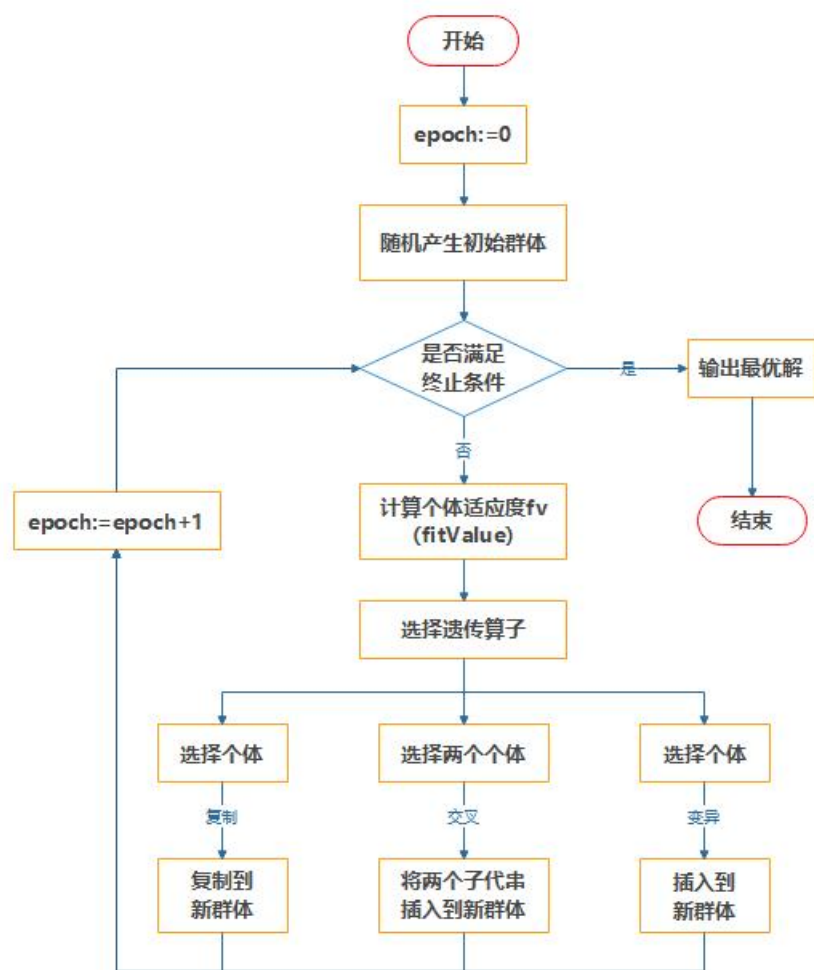 开始
epoch:=0
随机产生初始群体
是否满足
终止条件
是
输出最优解
结束
否
epoch:=epoch+1
计算个体适应度fv
(fitValue)
选择遗传算子
选择个体
选择两个个体
选择个体
复制
交叉
变异
复制到
新群体
将两个子代串
插入到新群体
插入到
新群体